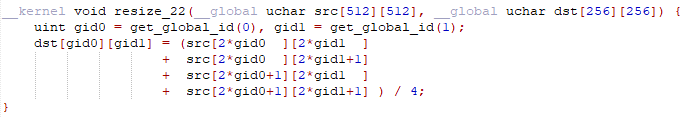 __kernel void resize_22(__global uchar src[512][512], __global uchar dst[256][256]) {
    uint gid0 = get_global_id(0), gid1 = get_global_id(1);
    dst[gid0][gid1] = (src[2*gid0  ][2*gid1  ]
                    +  src[2*gid0  ][2*gid1+1]
                    +  src[2*gid0+1][2*gid1  ]
                    +  src[2*gid0+1][2*gid1+1] ) / 4;
}